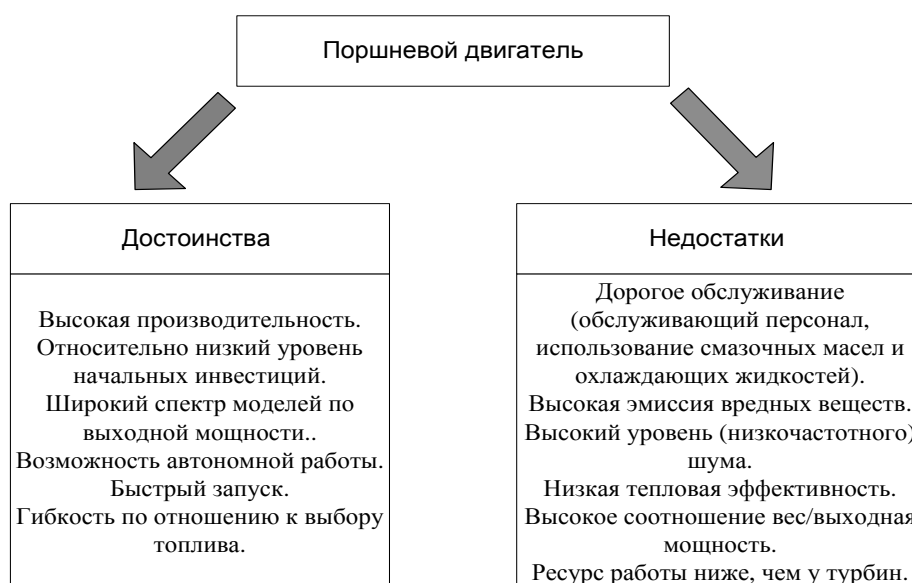 Поршневой двигатель
Достоинства
Высокая производительность.
Относительно низкий уровень
начальных инвестиций.
Широкий спектр моделей по
выходной мощности..
Возможность автономной работы.
Быстрый запуск.
Гибкость по отношению к выбору
топлива.
Недостатки
Дорогое обслуживание
(обслуживающий персонал,
использование смазочных масел и
охлаждающих жидкостей).
Высокая эмиссия вредных веществ.
Высокий уровень (низкочастотного)
шума.
Низкая тепловая эффективность.
Высокое соотношение вес/выходная
мощность.
Ресурс работы ниже, чем у турбин.